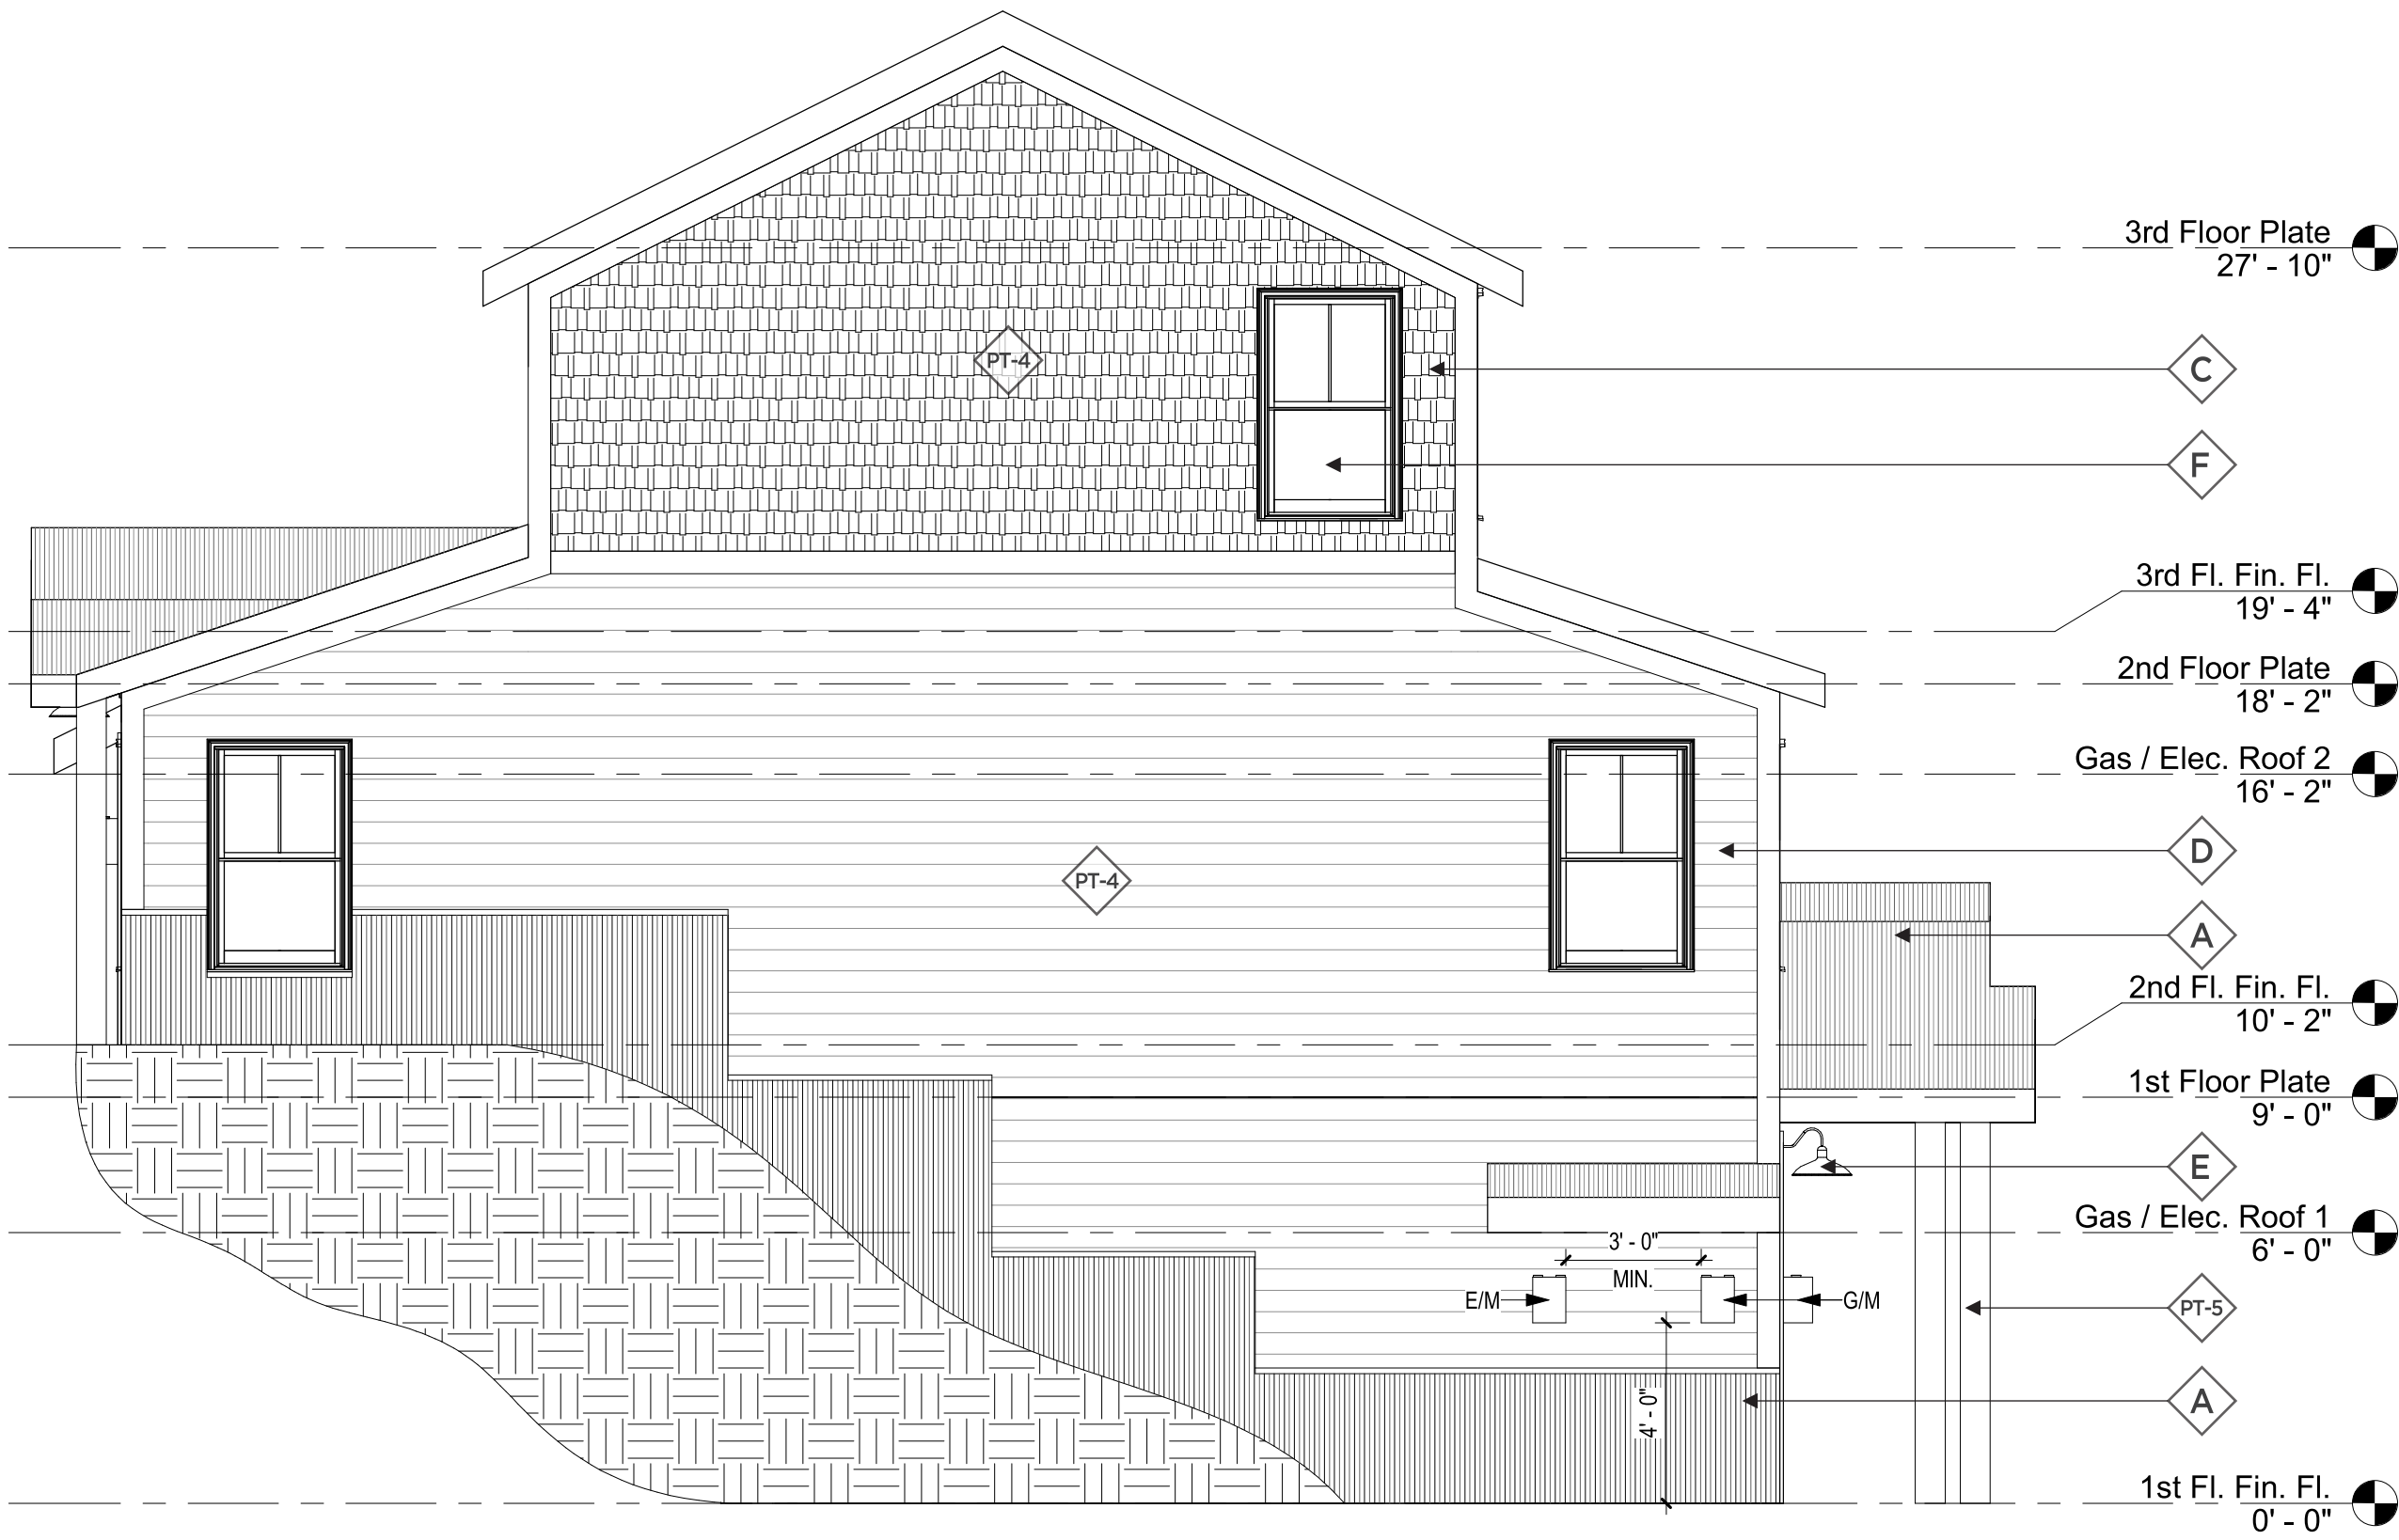 3rd Floor Plate
27' - 10"
PT-4
C
F
3rd Fl. Fin. Fl.
19' - 4"
2nd Floor Plate
18' - 2"
Gas / Elec. Roof 2
16' - 2"
D
PT-4
A
2nd Fl. Fin. Fl.
10' - 2"
1st Floor Plate
9' - 0"
E
Gas / Elec. Roof 1
6' - 0"
3' - 0"
MIN.
E/M
G/M
PT-5
4' - 0"
A
1st Fl. Fin. Fl.
0' - 0"